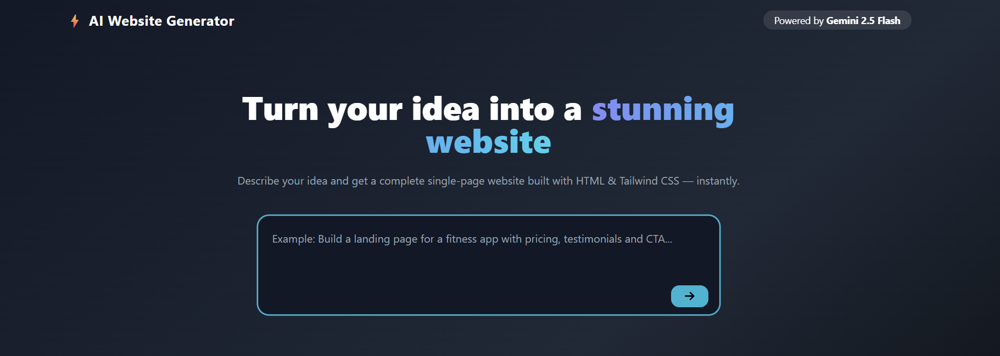 AI Website Generator
Powered by Gemini 2.5 Flash
Turn your idea into a stunning
website
Describe your idea and get a complete single-page website built with HTML & Tailwind CSS — instantly.
Example: Build a landing page for a fitness app with pricing, testimonials and CTA...